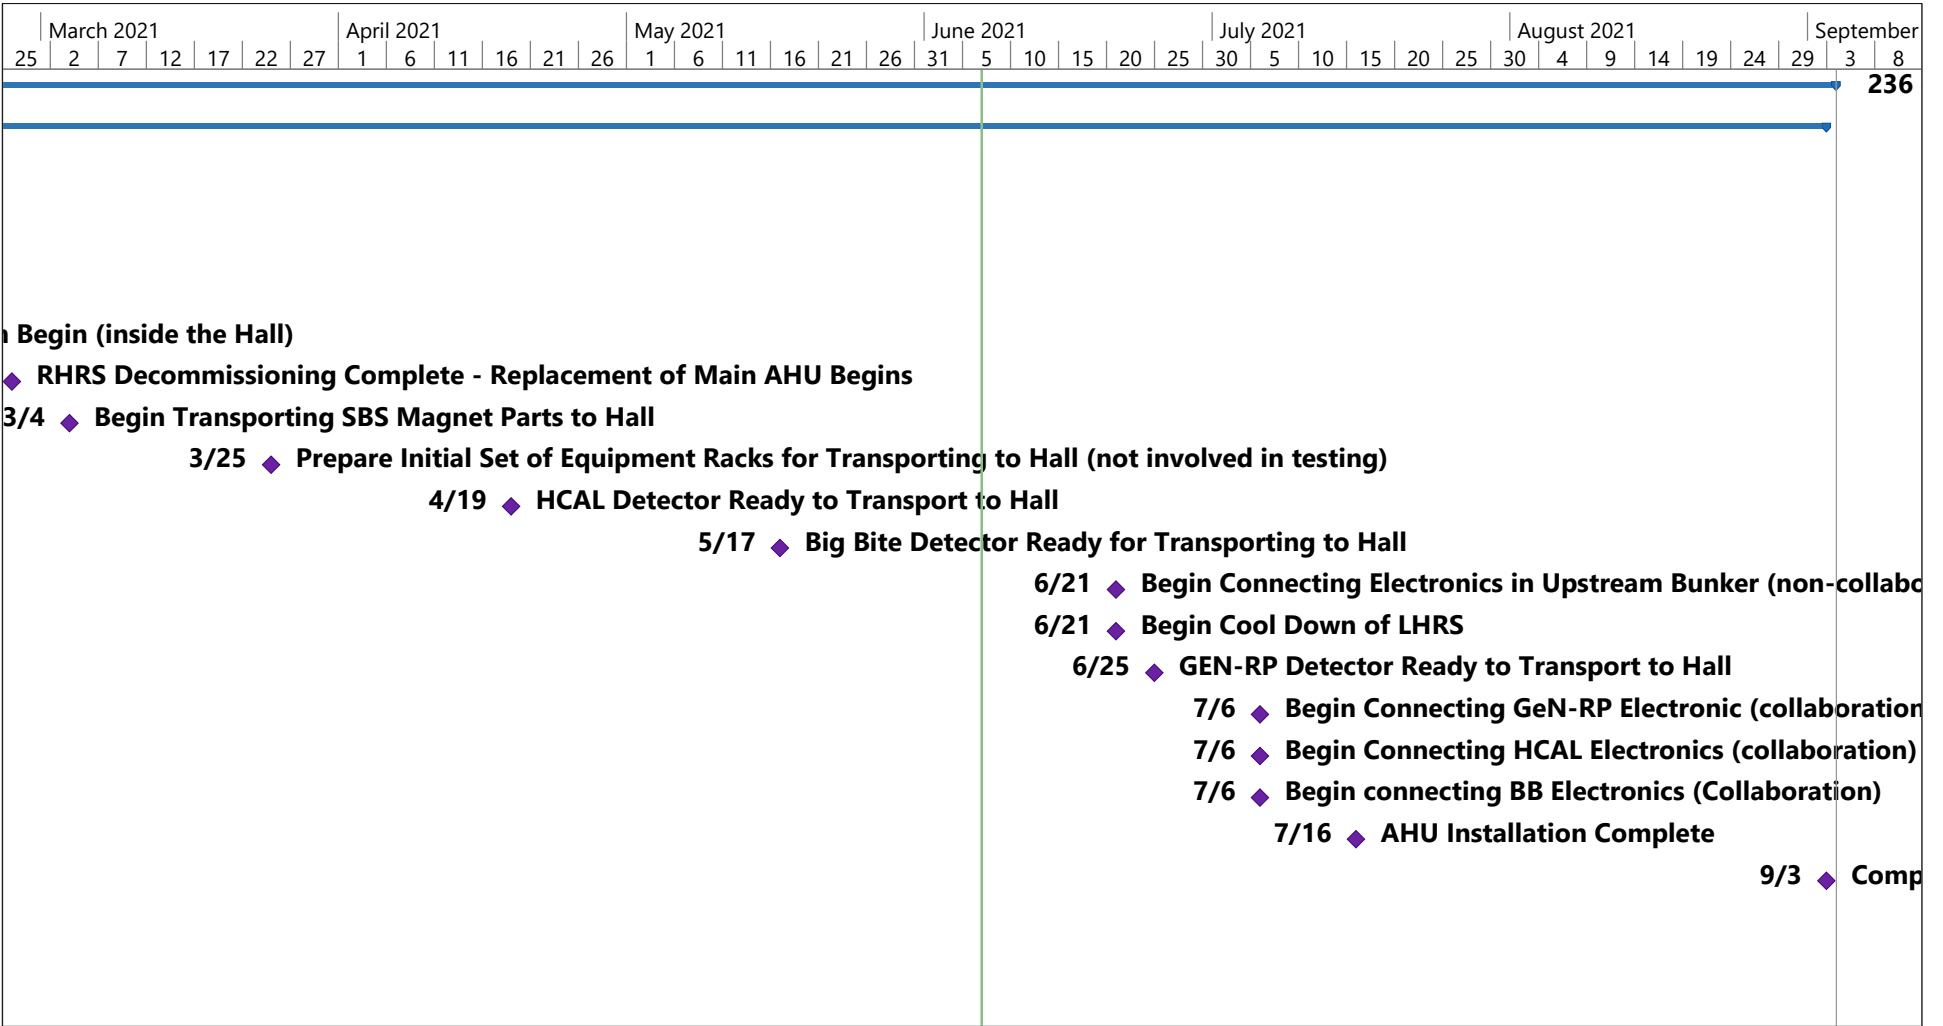 March 2021 April 2021 May 2021 June 2021 July 2021 August 2021 September
25 2 7 12 17 22 27 1 6 11 16 21 26 1 6 11 16 21 26 31 5 10 15 20 25 30 5 10 15 20 25 30 4 9 14 19 24 29 3 8
236
Begin (inside the Hall)
RHRS Decommissioning Complete - Replacement of Main AHU Begins
3/4 Begin Transporting SBS Magnet Parts to Hall
3/25 Prepare Initial Set of Equipment Racks for Transporting to Hall (not involved in testing)
4/19 HCAL Detector Ready to Transport to Hall
5/17 Big Bite Detector Ready for Transporting to Hall
6/21 Begin Connecting Electronics in Upstream Bunker (non-collabo
6/21 Begin Cool Down of LHRS
6/25 GEN-RP Detector Ready to Transport to Hall
7/6 Begin Connecting GeN-RP Electronic (collaboration
7/6 Begin Connecting HCAL Electronics (collaboration)
7/6 Begin connecting BB Electronics (Collaboration)
7/16 AHU Installation Complete
9/3 Comp